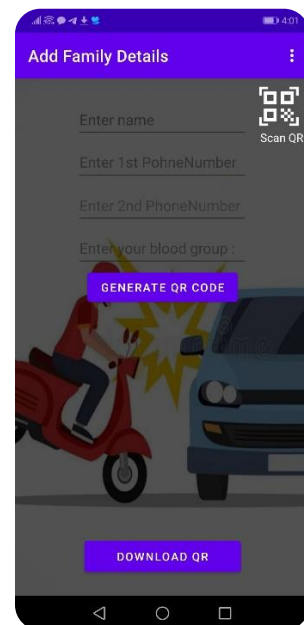 4:01
Add Family Details
Scan QR
Enter name
Enter 1st PohneNumber
Enter 2nd PhoneNumber
Enter your blood group :
GENERATE QR CODE
DOWNLOAD QR